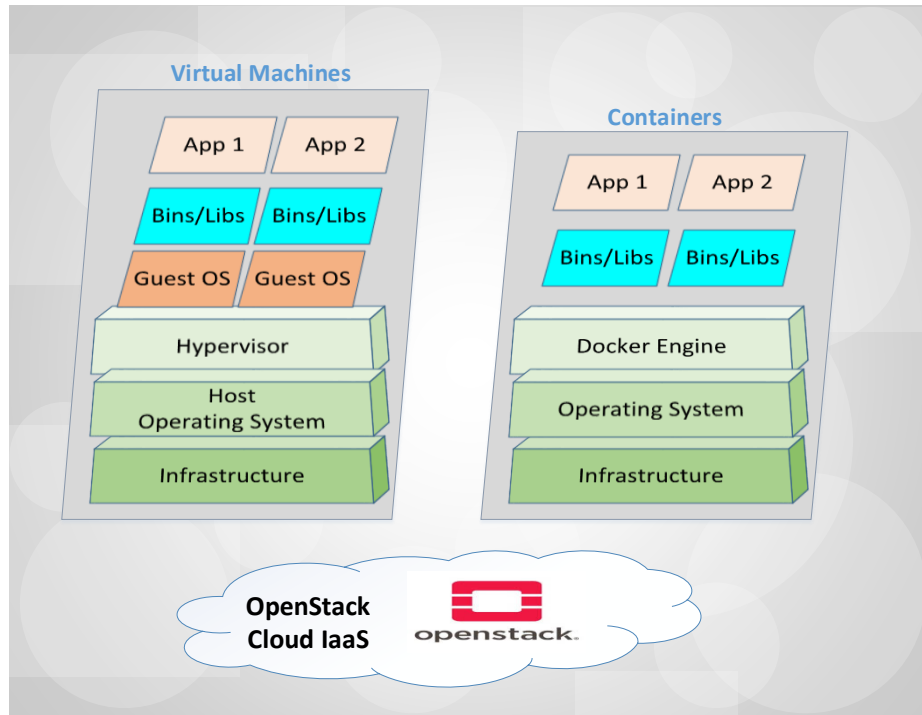 Virtual Machines
App 1
App 2
Bins/Libs
Bins/Libs
Guest OS
Guest OS
Hypervisor
Host
Operating System
Infrastructure
Containers
App 1
App 2
Bins/Libs
Bins/Libs
Docker Engine
Operating System
Infrastructure
OpenStack
Cloud IaaS
openstack.